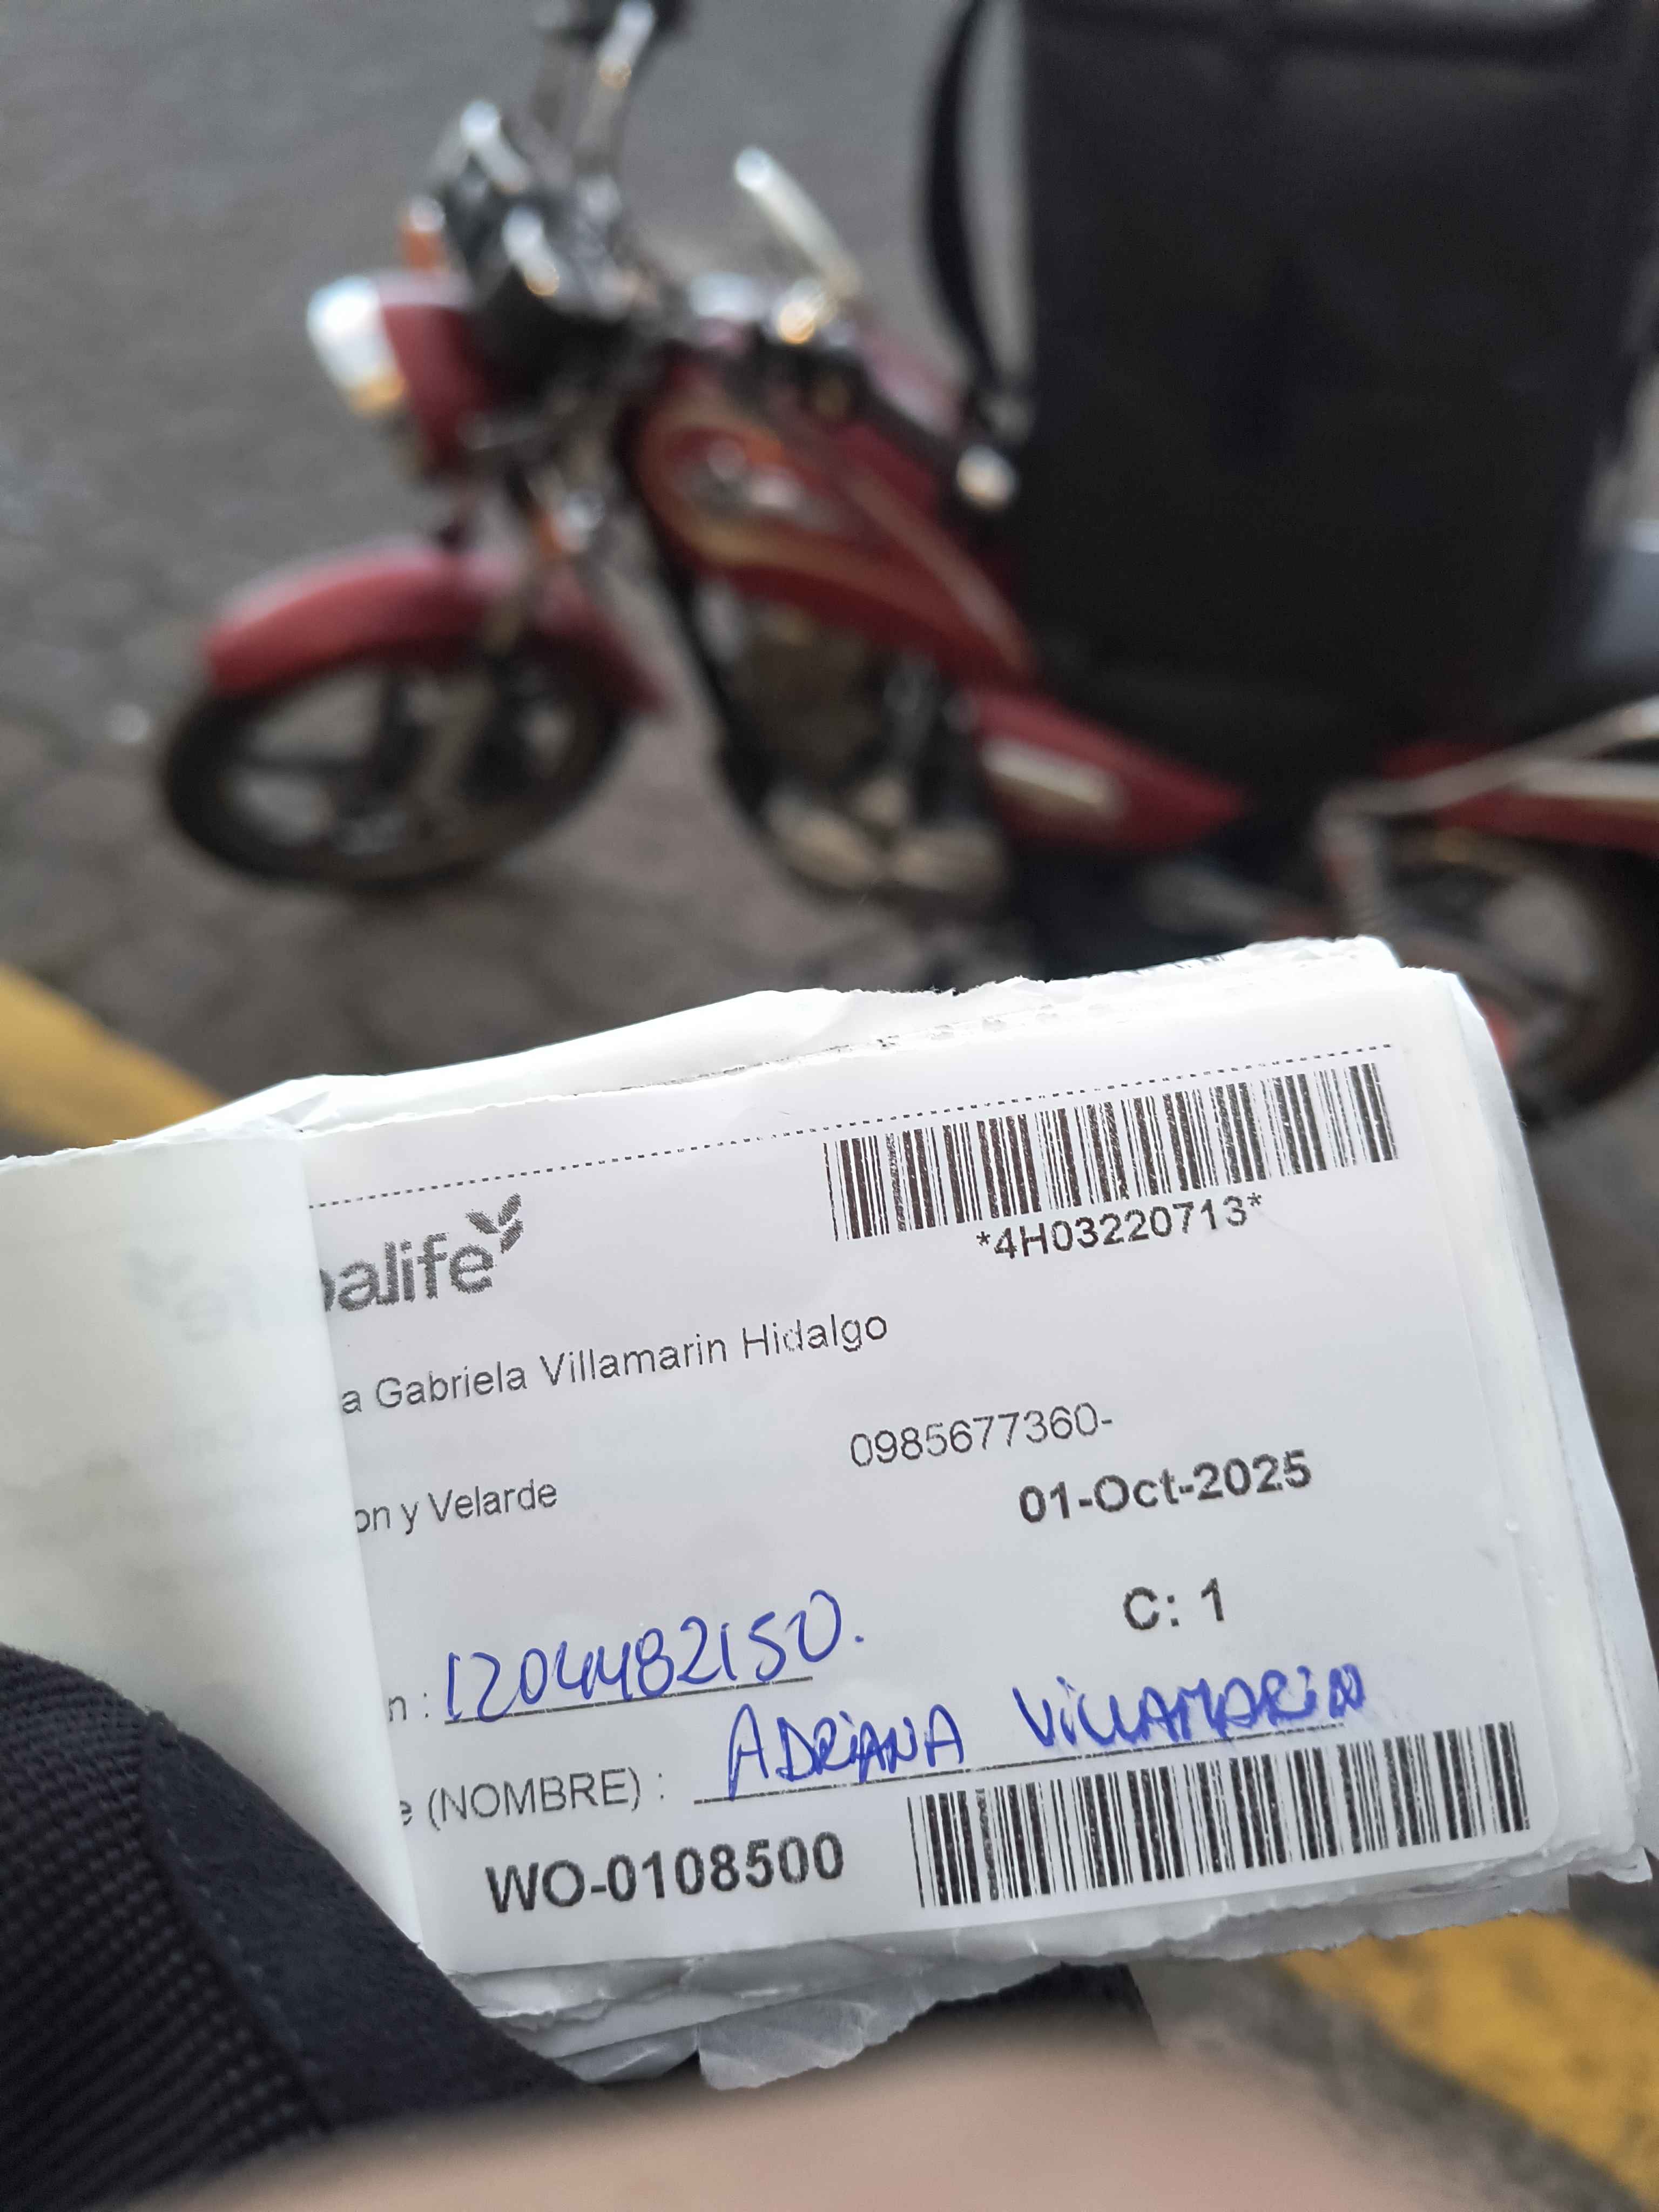 *4H03220713*
balife
a Gabriela Villamarin Hidalgo
0985677360-
on y Velarde
01-Oct-2025
C: 1
n : 1204482150.
e (NOMBRE) : ADRIANA VILLAMARIN
WO-0108500